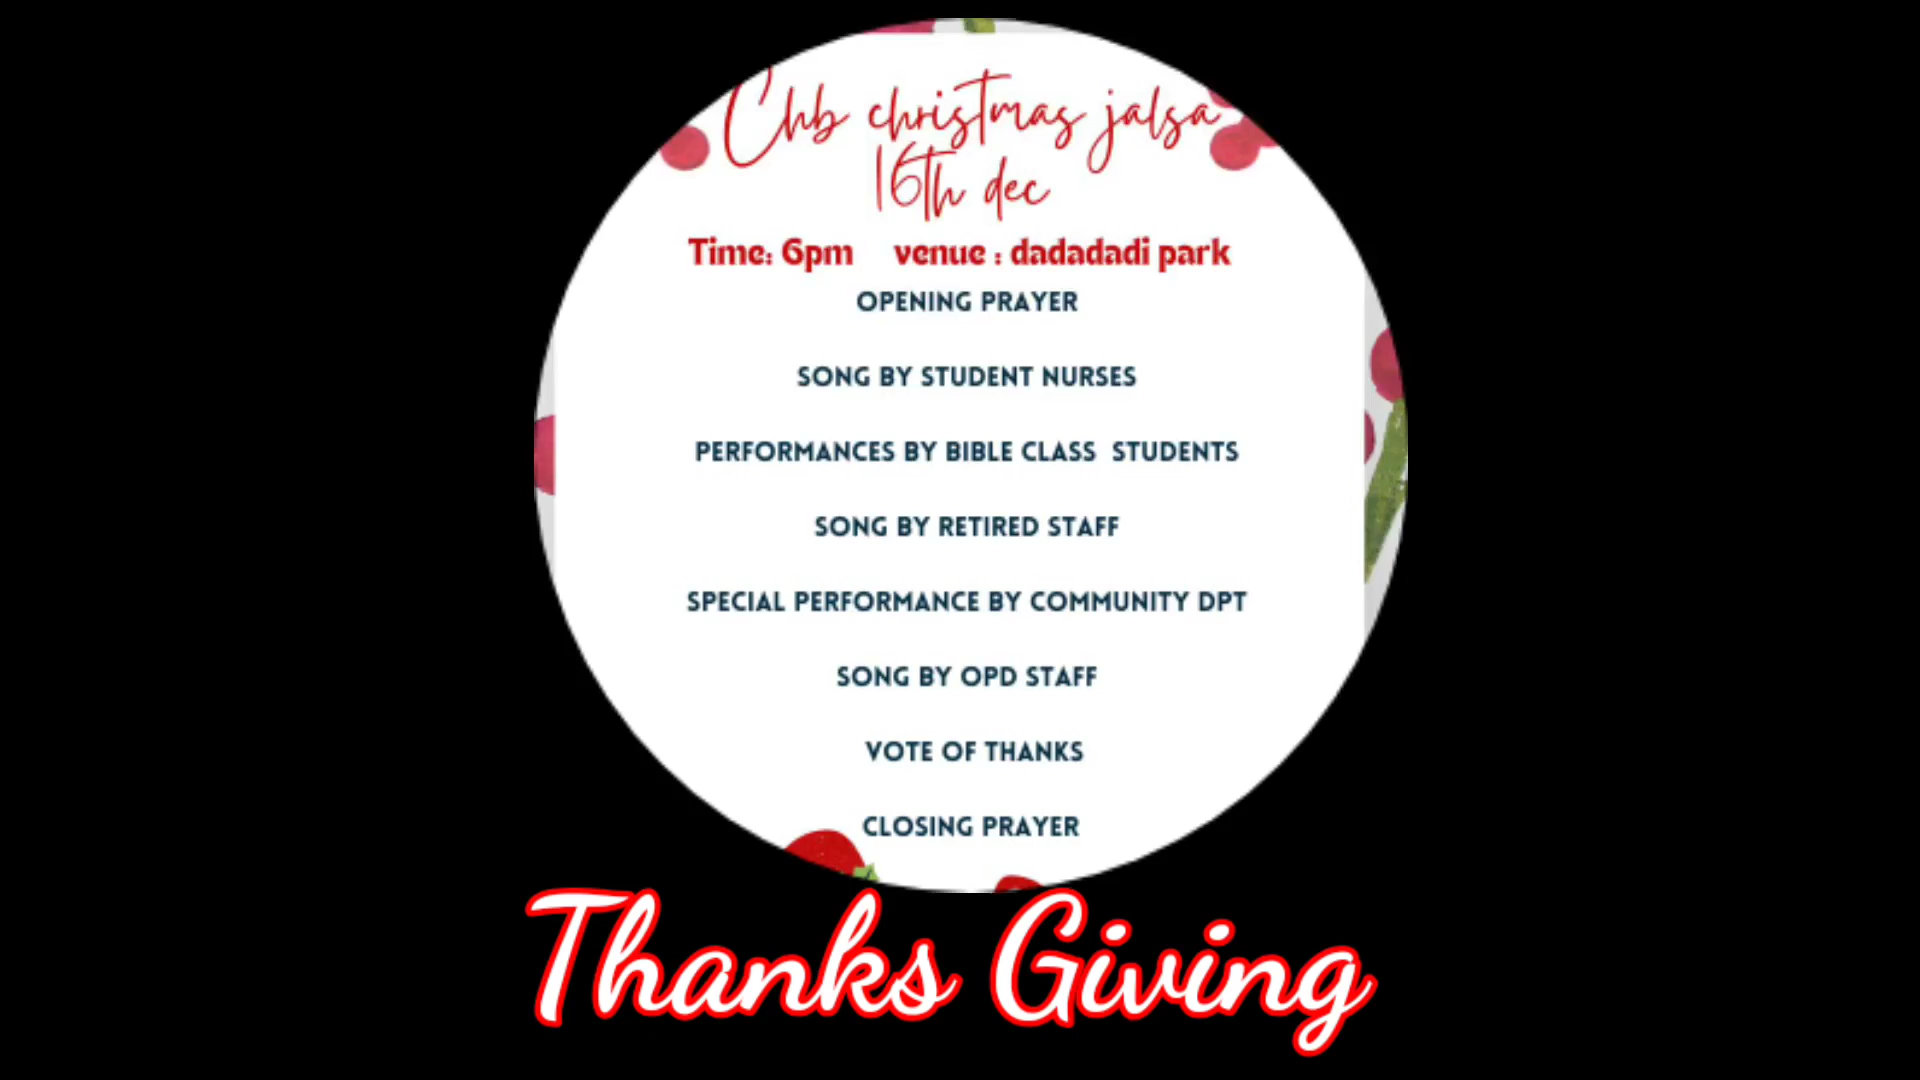 Chb christmas jalsa
16th dec
Time: 6pm venue : dadadadi park
OPENING PRAYER
SONG BY STUDENT NURSES
PERFORMANCES BY BIBLE CLASS STUDENTS
SONG BY RETIRED STAFF
SPECIAL PERFORMANCE BY COMMUNITY DPT
SONG BY OPD STAFF
VOTE OF THANKS
CLOSING PRAYER
Thanks Giving